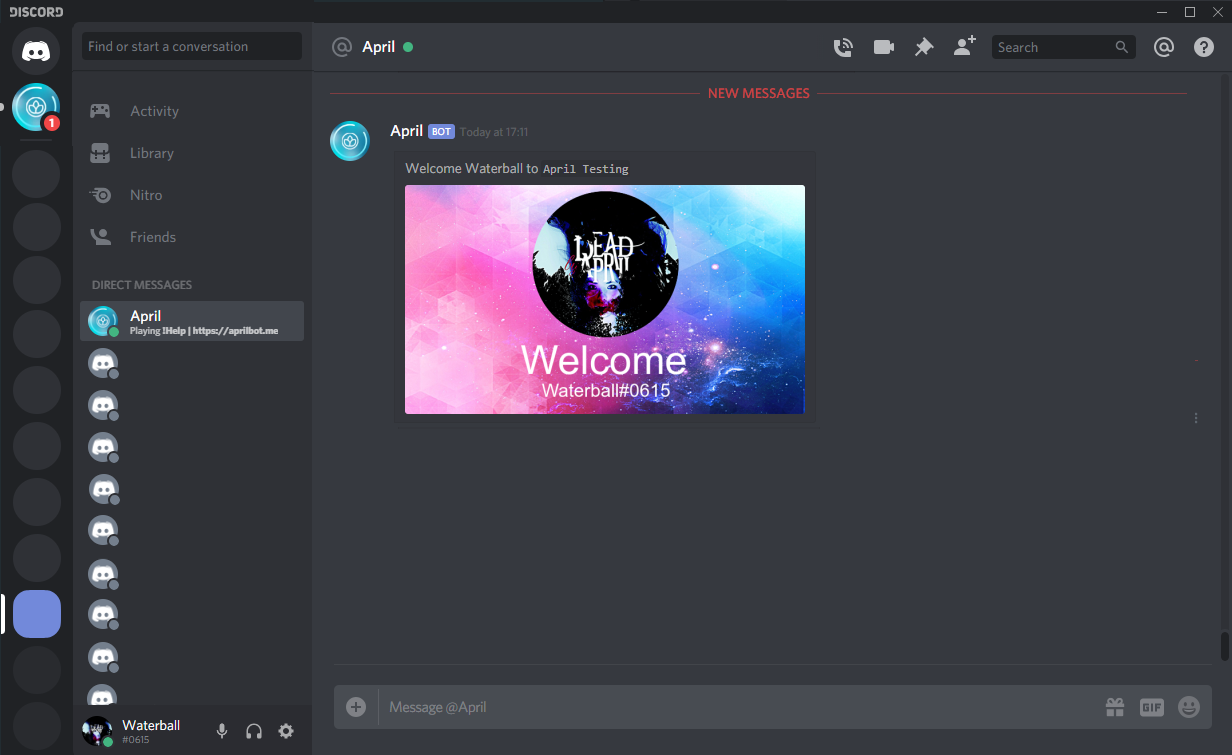 DISCORD
Find or start a conversation
April
Search
1
Activity
Library
Nitro
Friends
DIRECT MESSAGES
April
Playing !Help | https://aprilbot.me
NEW MESSAGES
April BOT Today at 17:11
Welcome Waterball to April Testing
DEAD
APRIL
Welcome
Waterball#0615
Message @April
GIF
Waterball
#0615